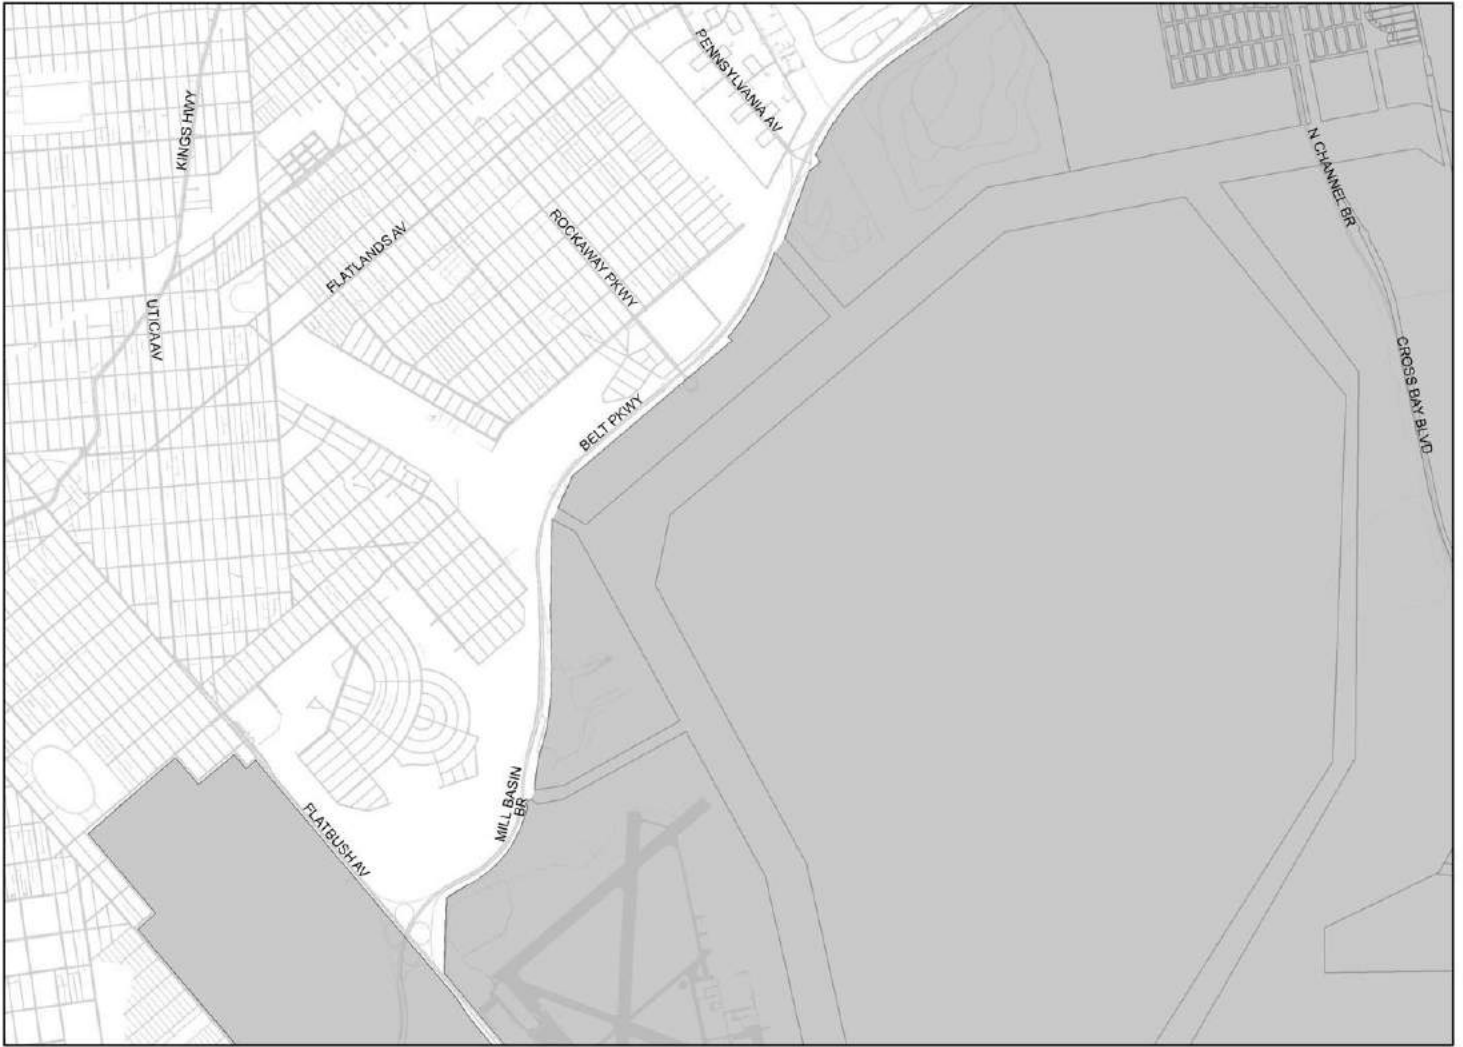 PENNSYLVANIA AV
KINGS HWY
N CHANNEL BR
FLATLANDS AV
ROCKAWAY PKWY
UTICA AV
CROSS BAY BLVD
BELT PKWY
MILL BASIN
BR
FLATBUSH AV